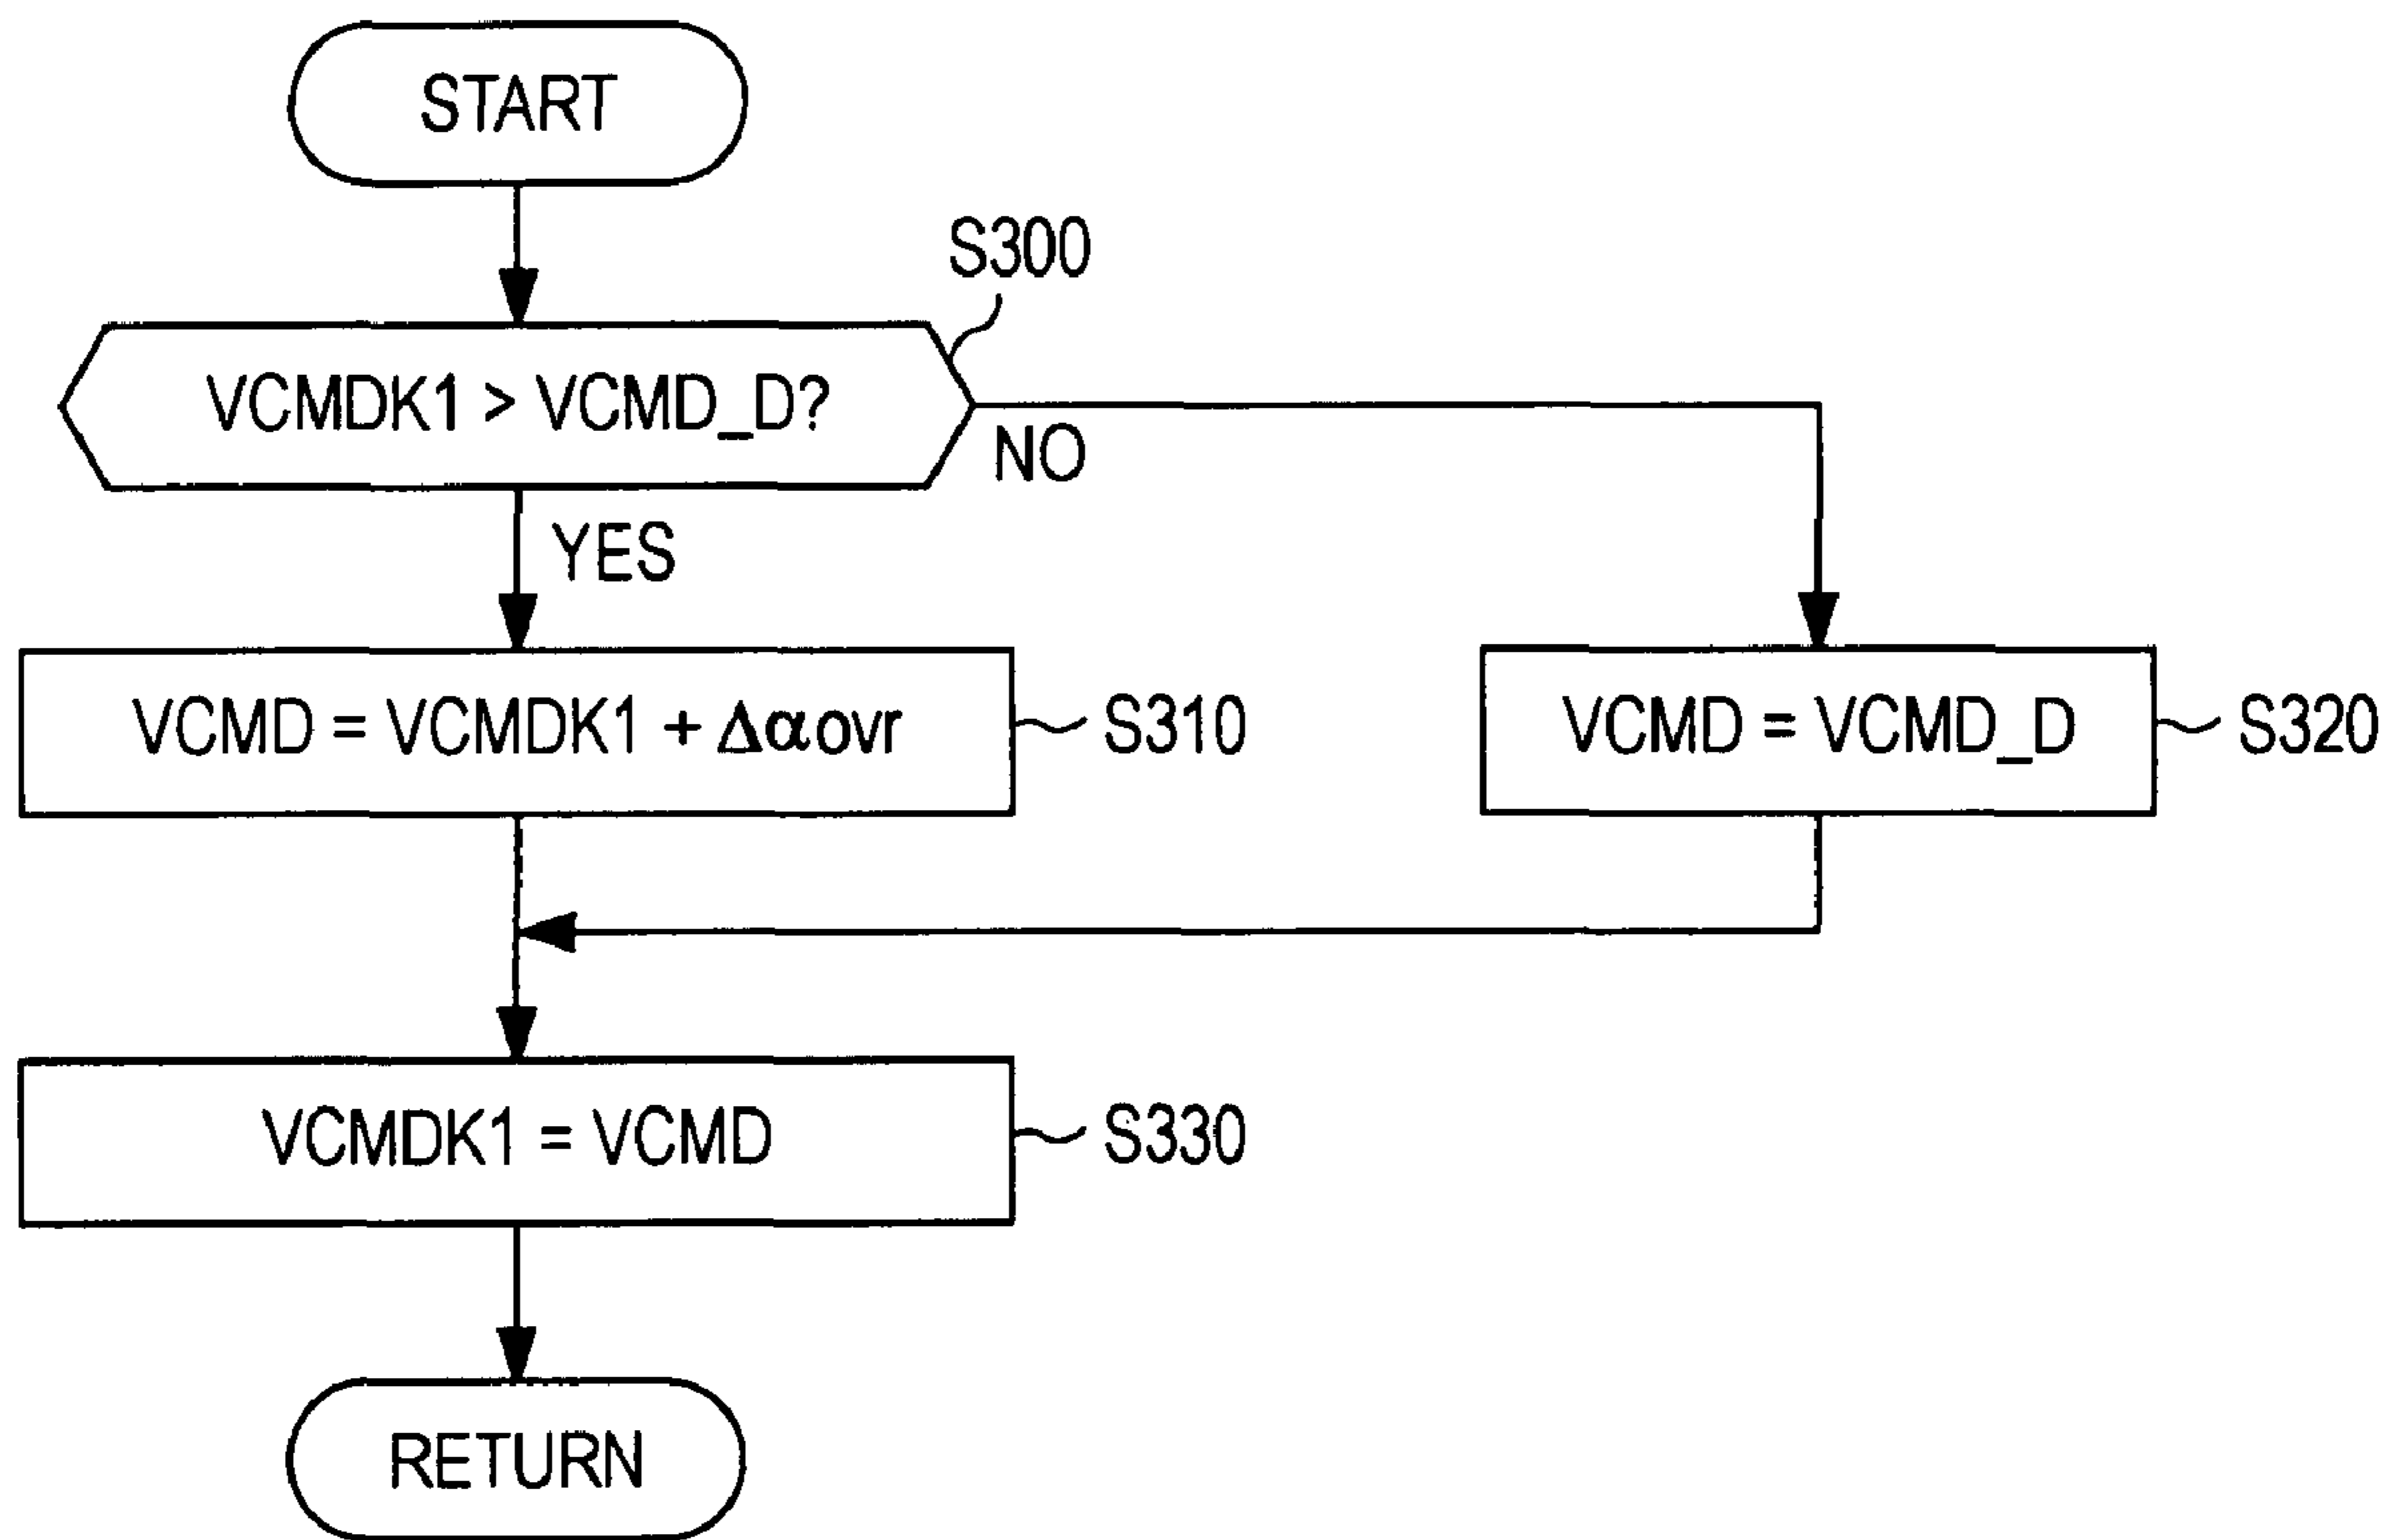 START
S300
VCMDK1 > VCMD_D?
NO
YES
VCMD = VCMDK1 + Δαovr
S310
VCMD = VCMD_D
S320
VCMDK1 = VCMD
S330
RETURN